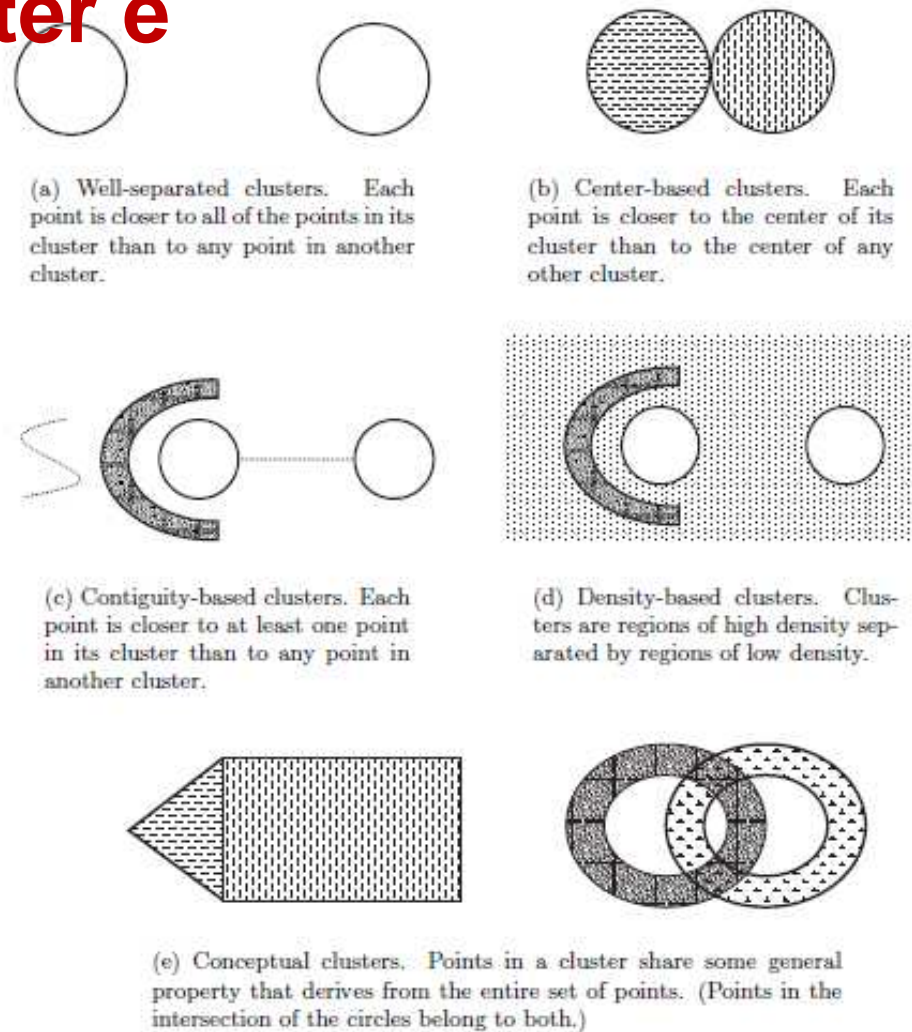 ter e
(a) Well-separated clusters. Each
point is closer to all of the points in its
cluster than to any point in another
cluster.
(b) Center-based clusters. Each
point is closer to the center of its
cluster than to the center of any
other cluster.
(c) Contiguity-based clusters. Each
point is closer to at least one point
in its cluster than to any point in
another cluster.
(d) Density-based clusters. Clus-
ters are regions of high density sep-
arated by regions of low density.
(e) Conceptual clusters. Points in a cluster share some general
property that derives from the entire set of points. (Points in the
intersection of the circles belong to both.)